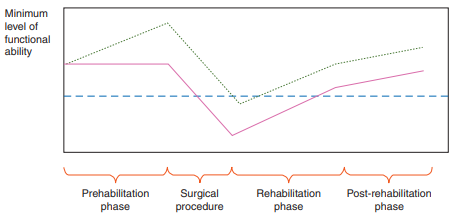 Minimum
level of
functional
ability
Prehabilitation
phase
Surgical
procedure
Rehabilitation
phase
Post-rehabilitation
phase